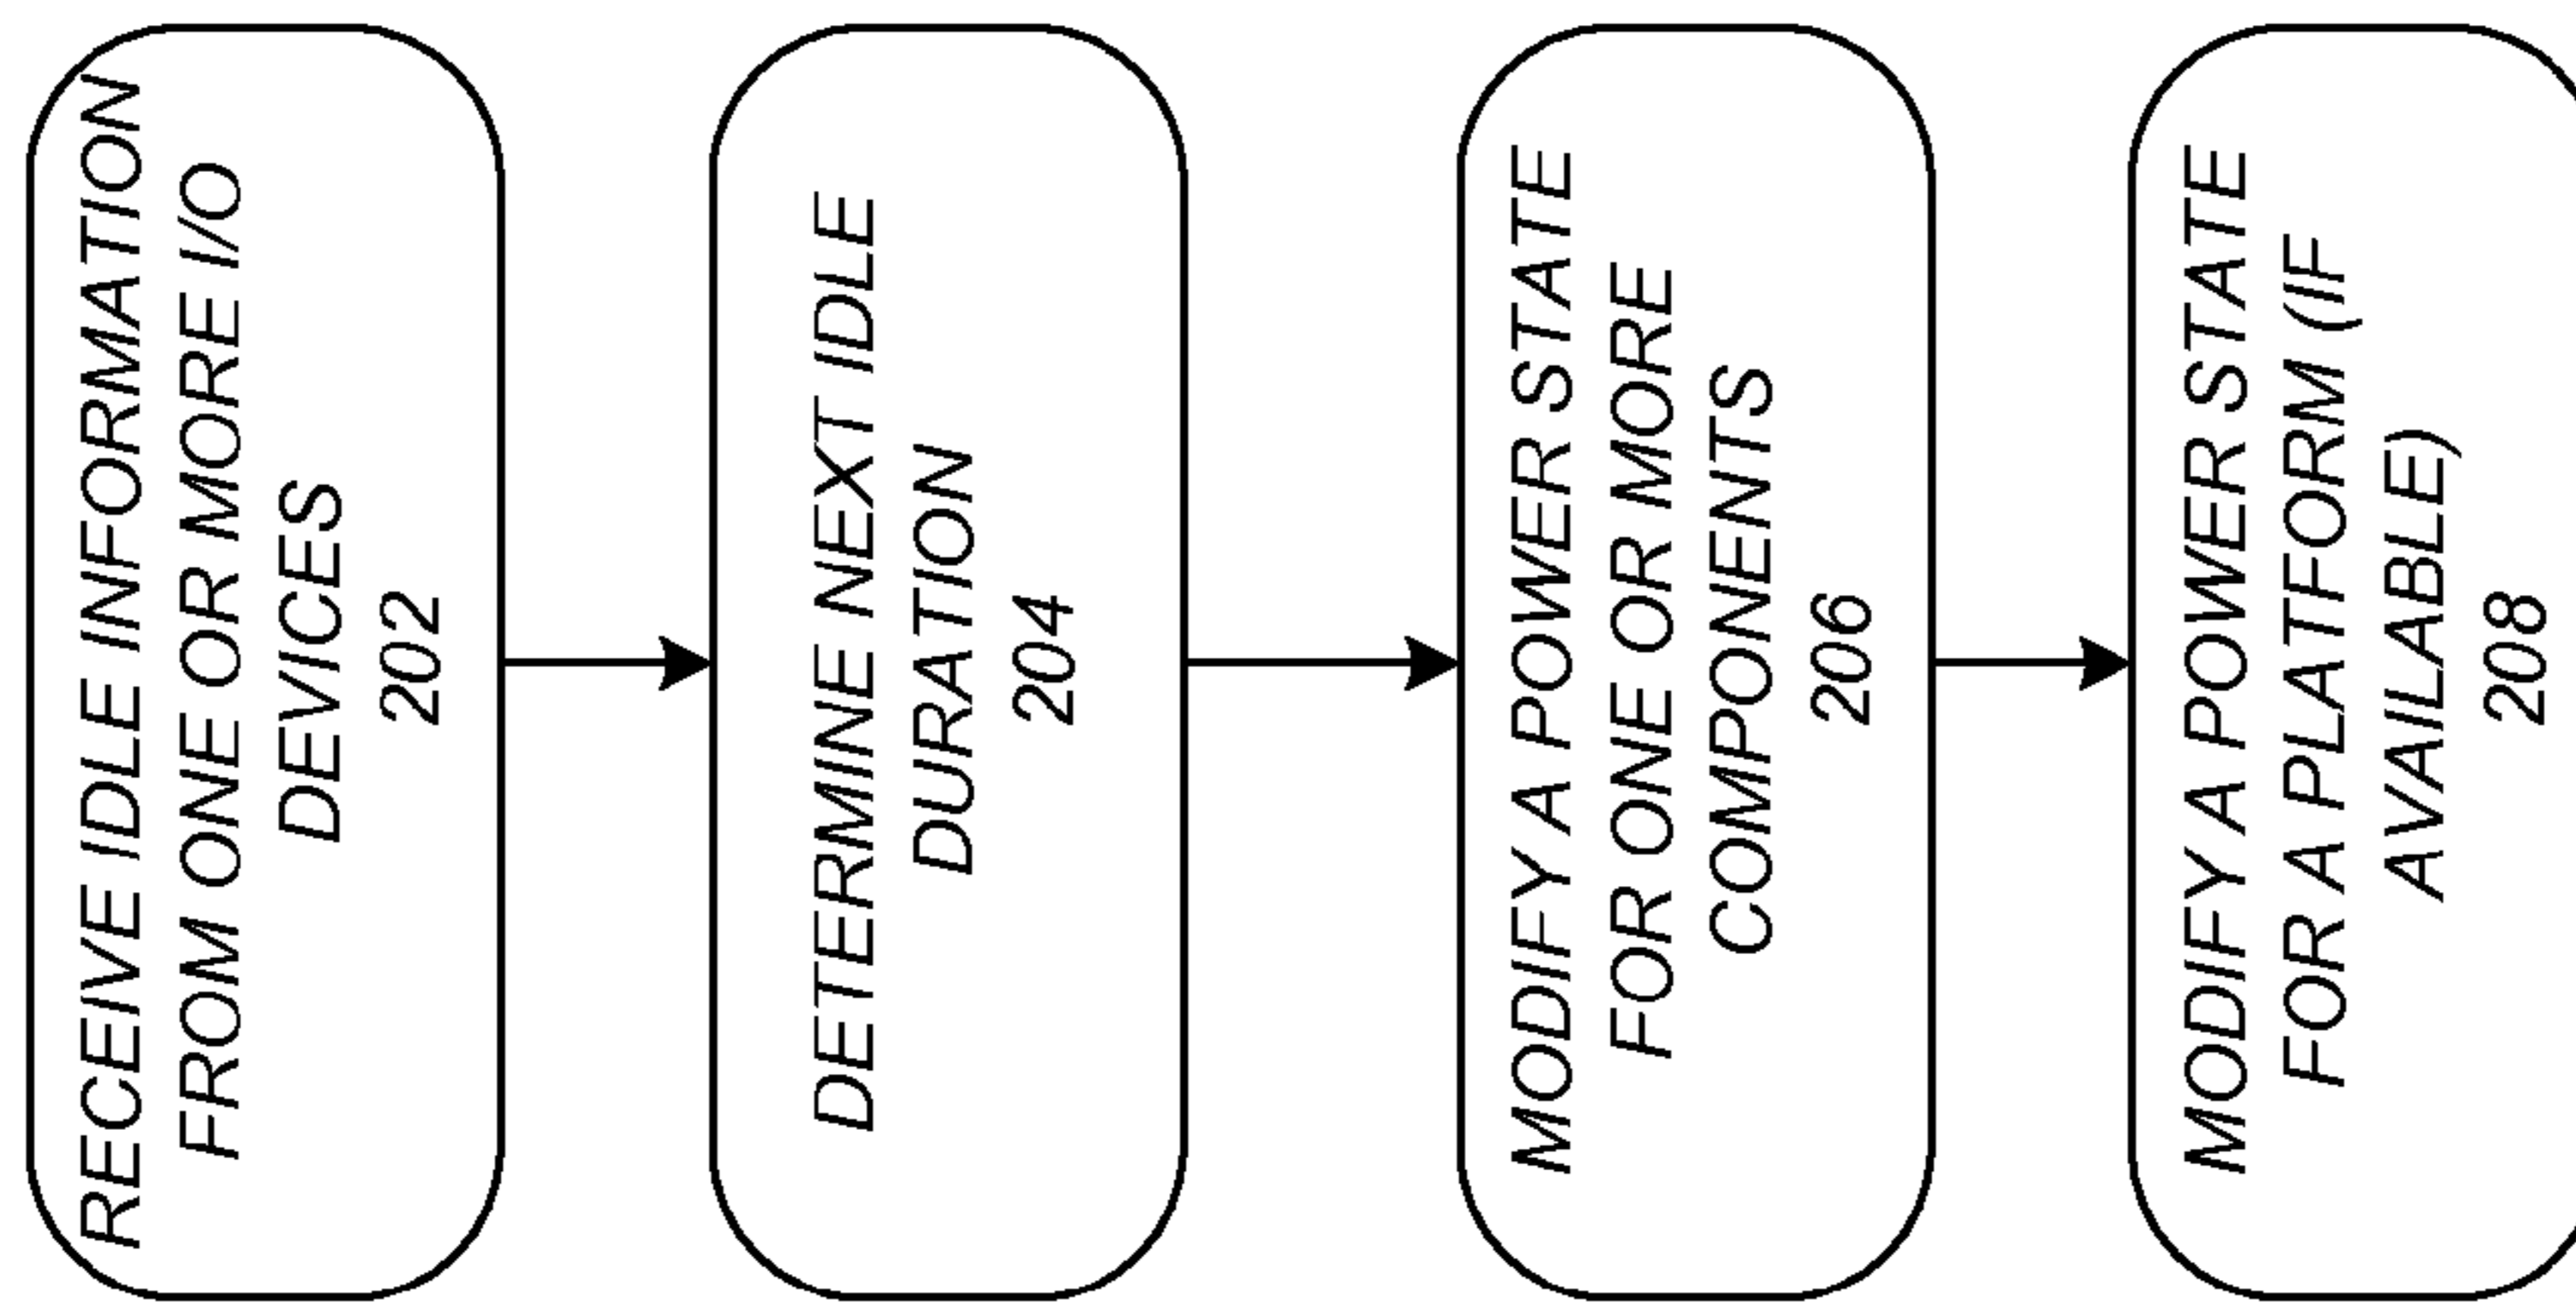 RECEIVE IDLE INFORMATION
FROM ONE OR MORE I/O
DEVICES
202
DETERMINE NEXT IDLE
DURATION
204
MODIFY A POWER STATE
FOR ONE OR MORE
COMPONENTS
206
MODIFY A POWER STATE
FOR A PLATFORM (IF
AVAILABLE)
208